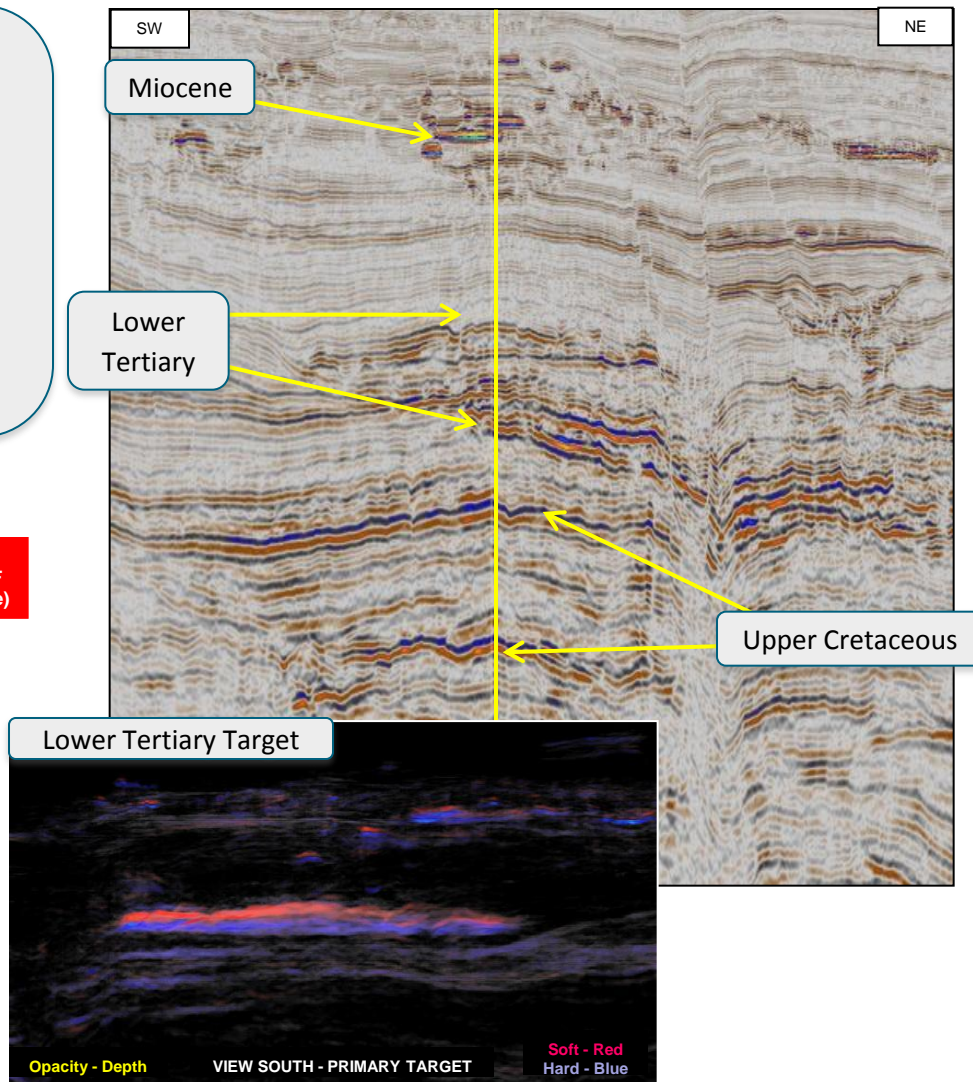 SW
NE
Miocene
Lower
Tertiary
e)
Upper Cretaceous
Lower Tertiary Target
Opacity - Depth
VIEW SOUTH - PRIMARY TARGET
Soft - Red
Hard - Blue